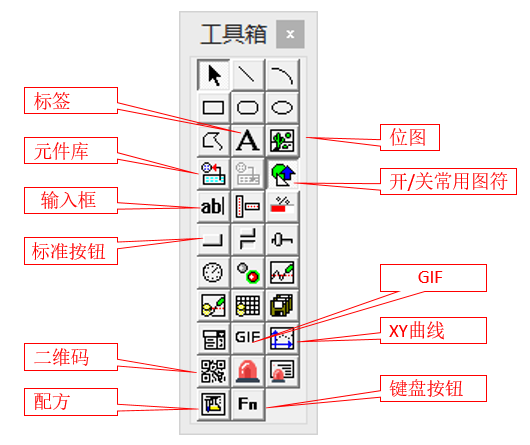 工具箱
x
标签
A
位图
元件库
开/关常用图符
输入框
ab|
标准按钮
GIF
GIF
XY曲线
二维码
配方
Fn
键盘按钮